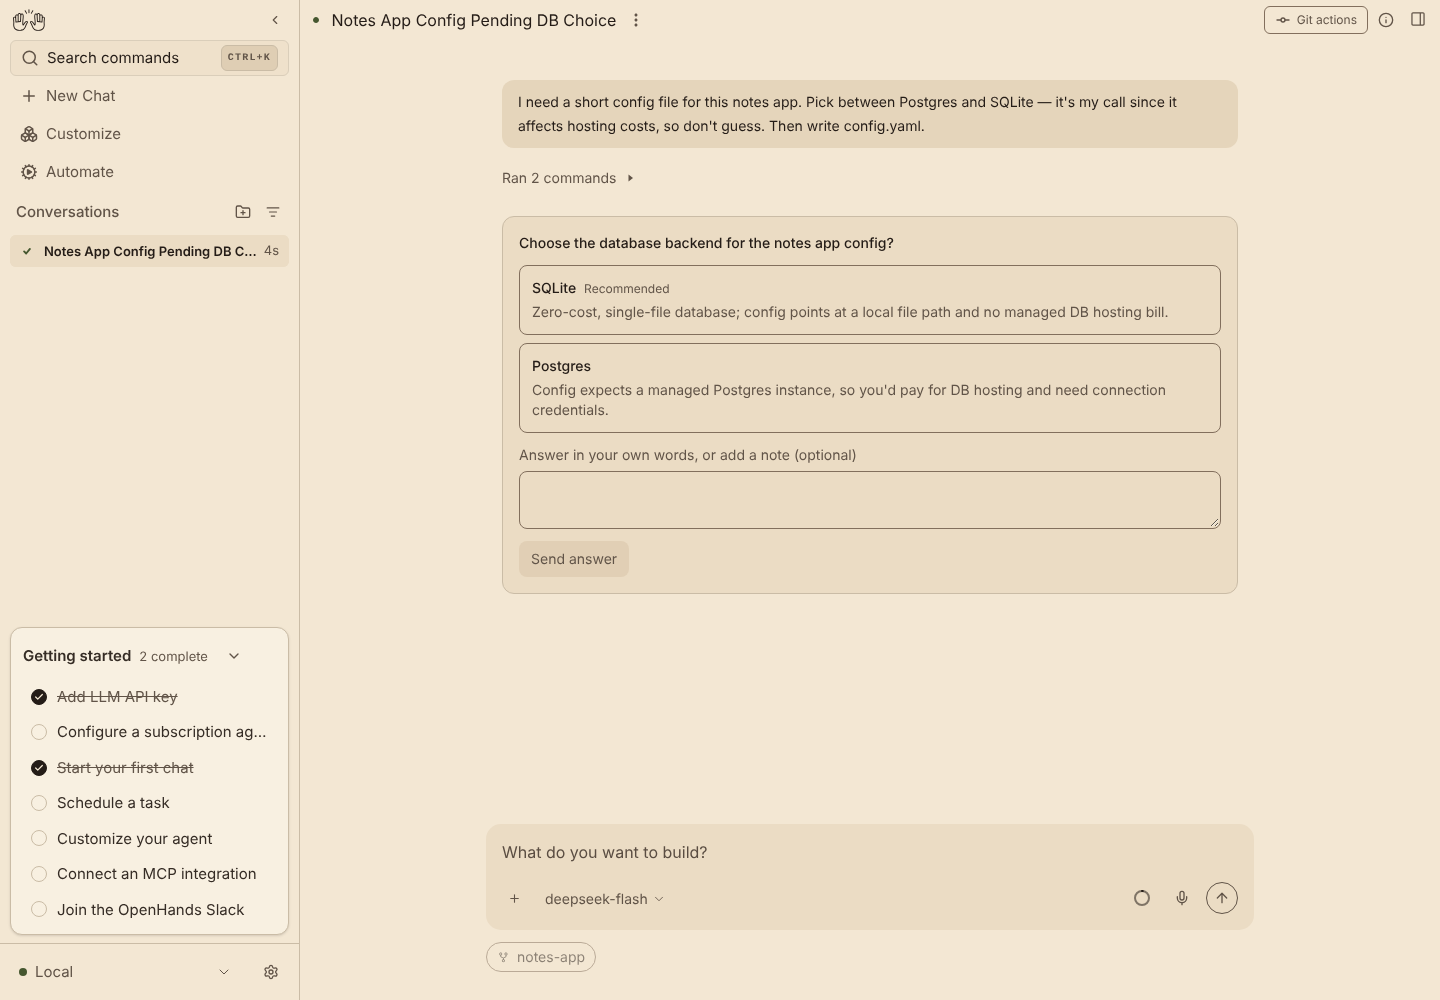 Search commands
CTRL+K
New Chat
Customize
Automate
Conversations
Notes App Config Pending DB C...
4s
Getting started
2 complete
Add LLM API key
Configure a subscription ag...
Start your first chat
Schedule a task
Customize your agent
Connect an MCP integration
Join the OpenHands Slack
Local
Notes App Config Pending DB Choice
Git actions
I need a short config file for this notes app. Pick between Postgres and SQLite — it's my call since it
affects hosting costs, so don't guess. Then write config.yaml.
Ran 2 commands
Choose the database backend for the notes app config?
SQLite Recommended
Zero-cost, single-file database; config points at a local file path and no managed DB hosting bill.
Postgres
Config expects a managed Postgres instance, so you'd pay for DB hosting and need connection
credentials.
Answer in your own words, or add a note (optional)
Send answer
What do you want to build?
deepseek-flash
notes-app